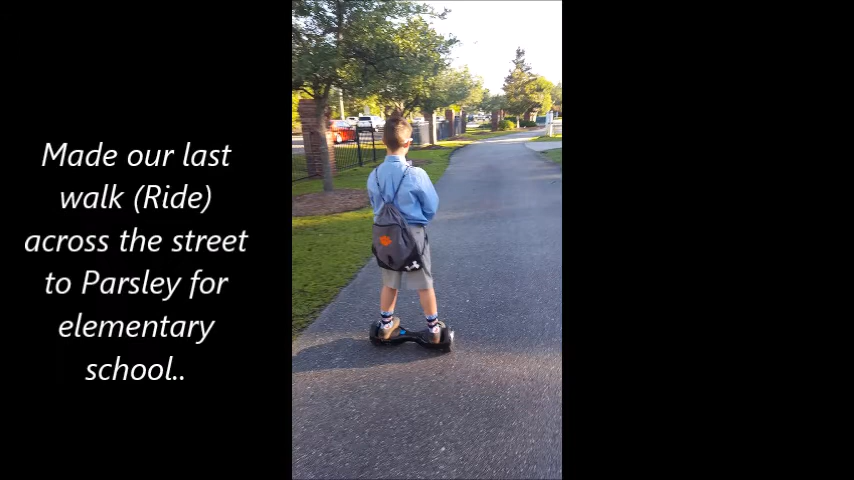 Made our last
walk (Ride)
across the street
to Parsley for
elementary
school..